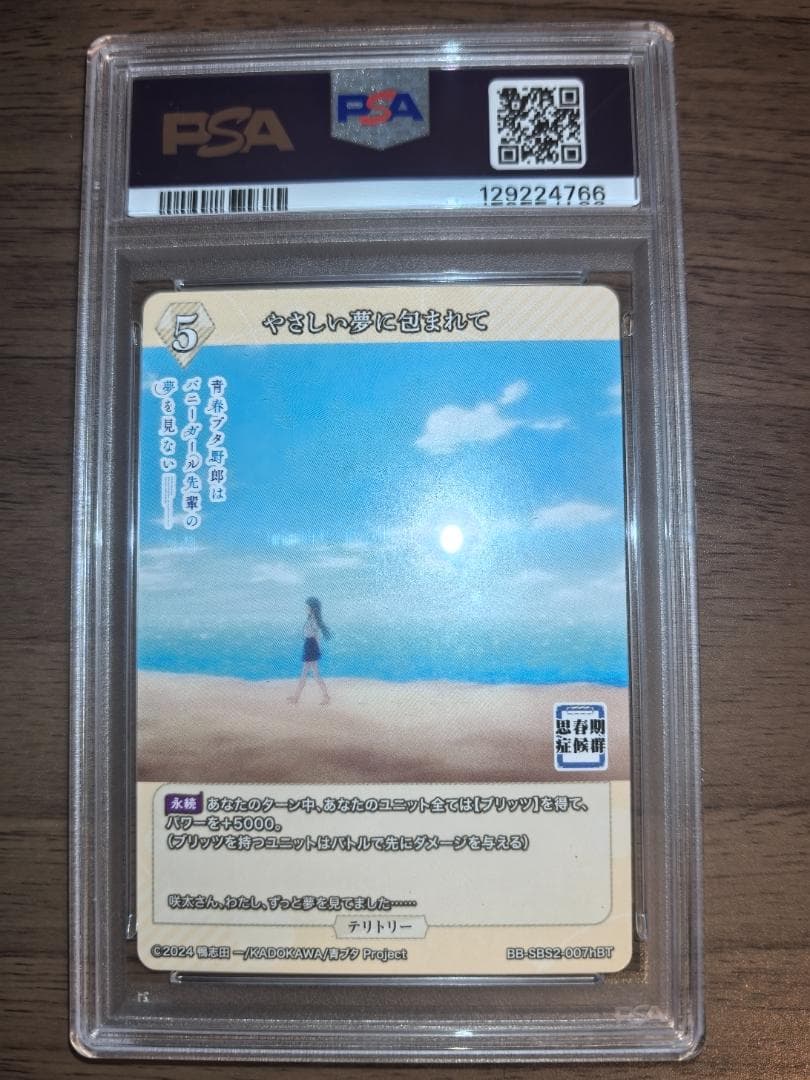 PSA
PSA
129224766
5
やさしい夢に包まれて
青春ブタ野郎は
バニーガール先輩の
夢を見ない
思春期
症候群
永続 あなたのターン中、あなたのユニット全ては【ブリッツ】を得て、
パワーを+5000。
(ブリッツを持つユニットはバトルで先にダメージを与える)
咲太さん、わたし、ずっと夢を見てました……
テリトリー
©2024 鴨志田 一/KADOKAWA/青ブタ Project
BB-SBS2-007hBT
PSA